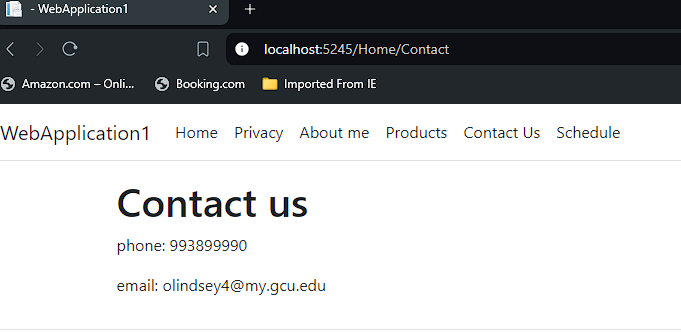 - WebApplication1
localhost:5245/Home/Contact
Amazon.com – Onli... Booking.com Imported From IE
WebApplication1 Home Privacy About me Products Contact Us Schedule
Contact us
phone: 993899990
email: olindsey4@my.gcu.edu